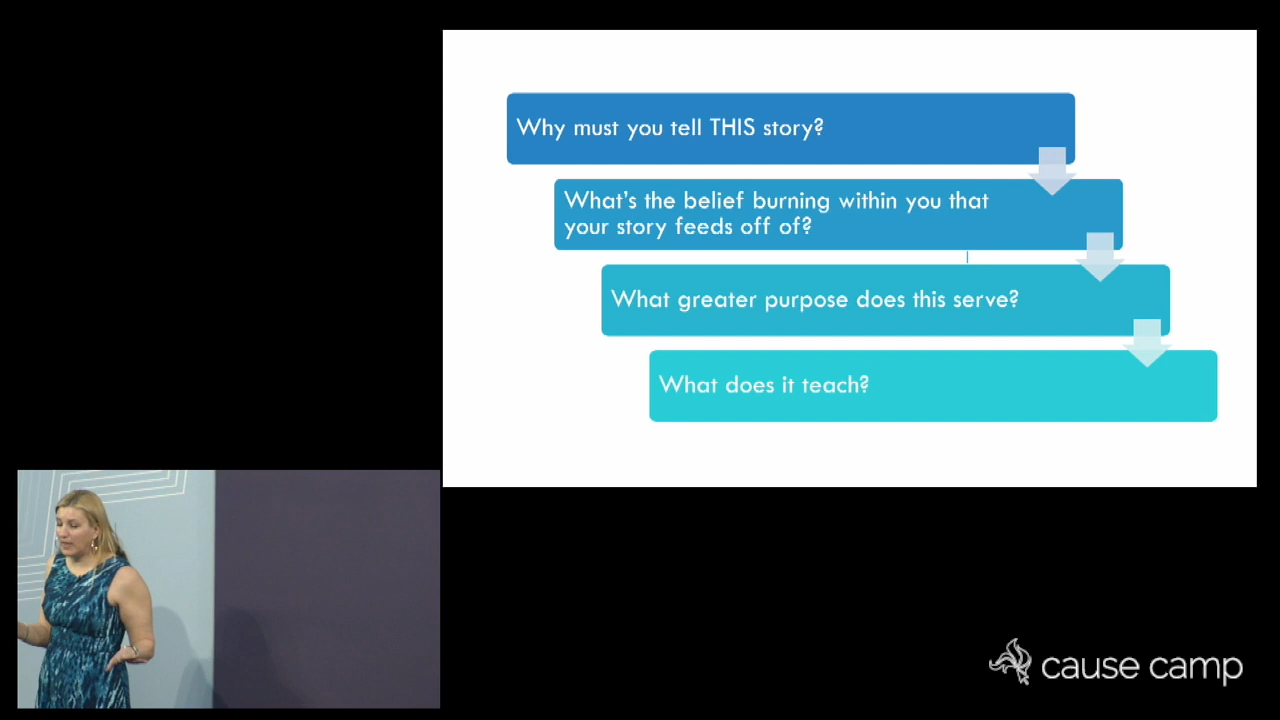 Why must you tell THIS story?
What's the belief burning within you that
your story feeds off of?
What greater purpose does this serve?
What does it teach?
cause camp